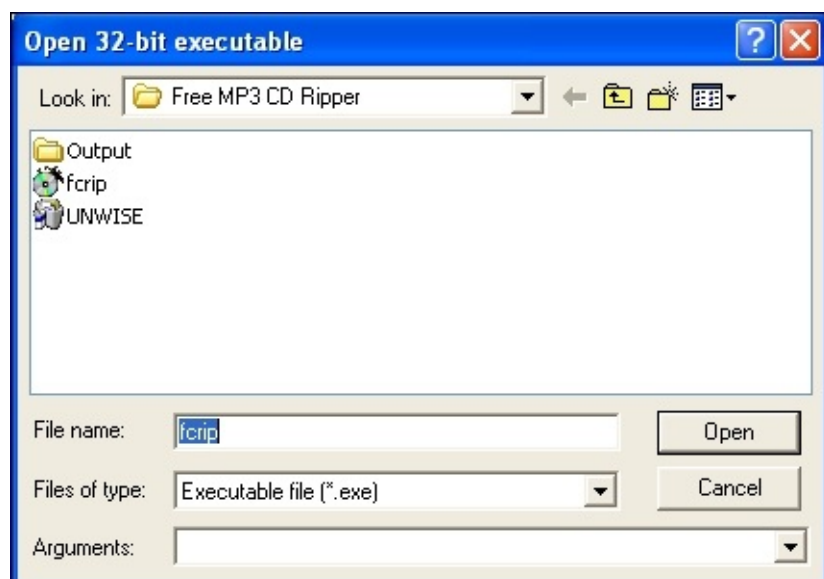 Open 32-bit executable
Look in: Free MP3 CD Ripper
Output
fcrip
UNWISE
File name: fcrip Open
Files of type: Executable file (*.exe) Cancel
Arguments: